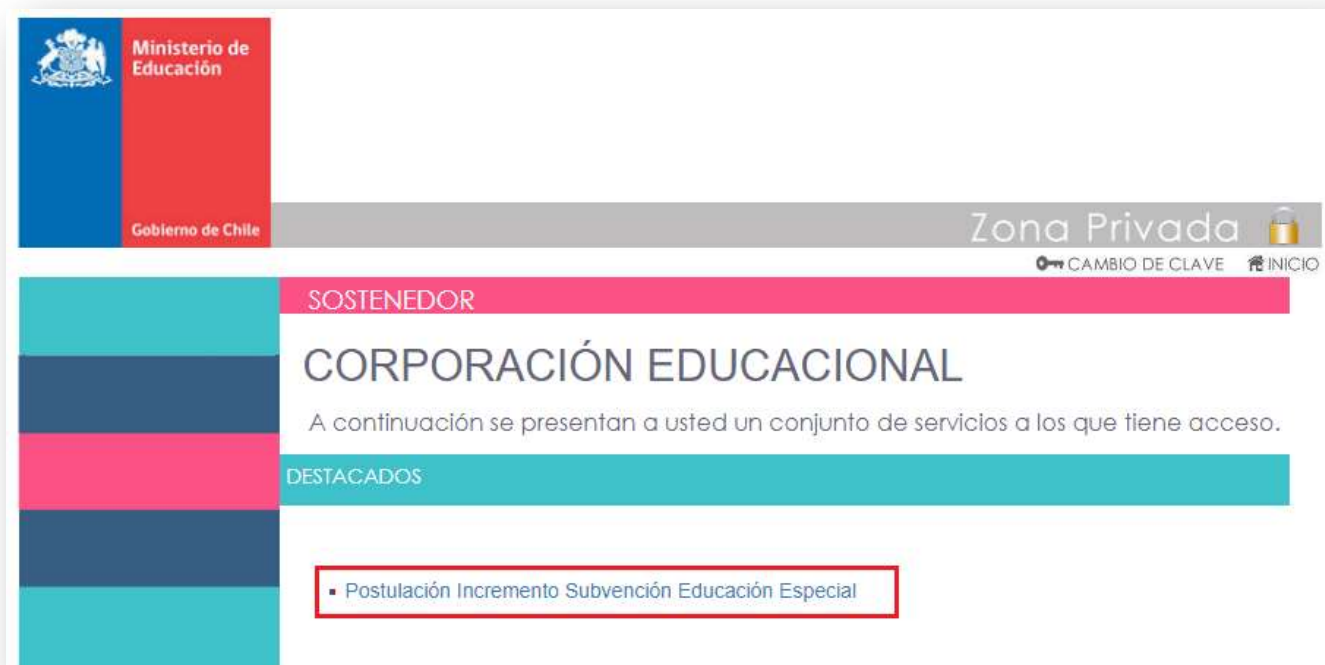 Ministerio de
Educación
Gobierno de Chile
Zona Privada
CAMBIO DE CLAVE INICIO
SOSTENEDOR
CORPORACIÓN EDUCACIONAL
A continuación se presentan a usted un conjunto de servicios a los que tiene acceso.
DESTACADOS
▪ Postulación Incremento Subvención Educación Especial